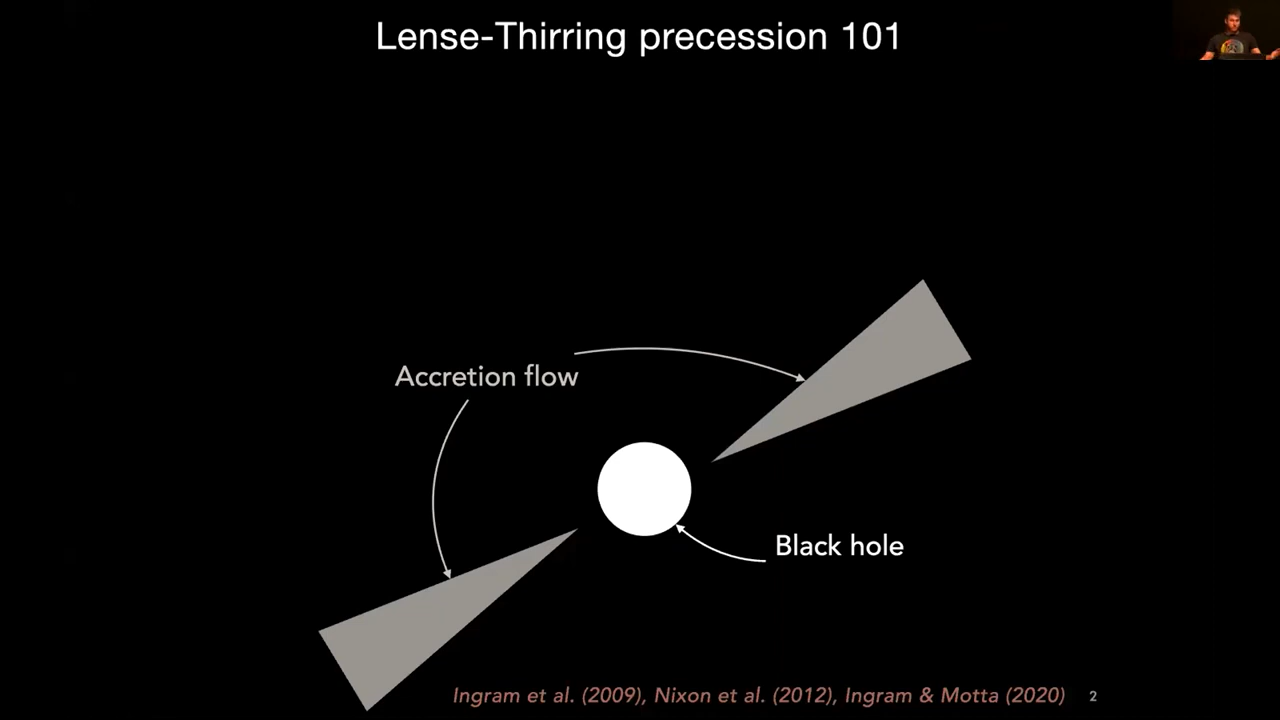 Lense-Thirring precession 101
Accretion flow
Black hole
Ingram et al. (2009), Nixon et al. (2012), Ingram & Motta (2020)
2